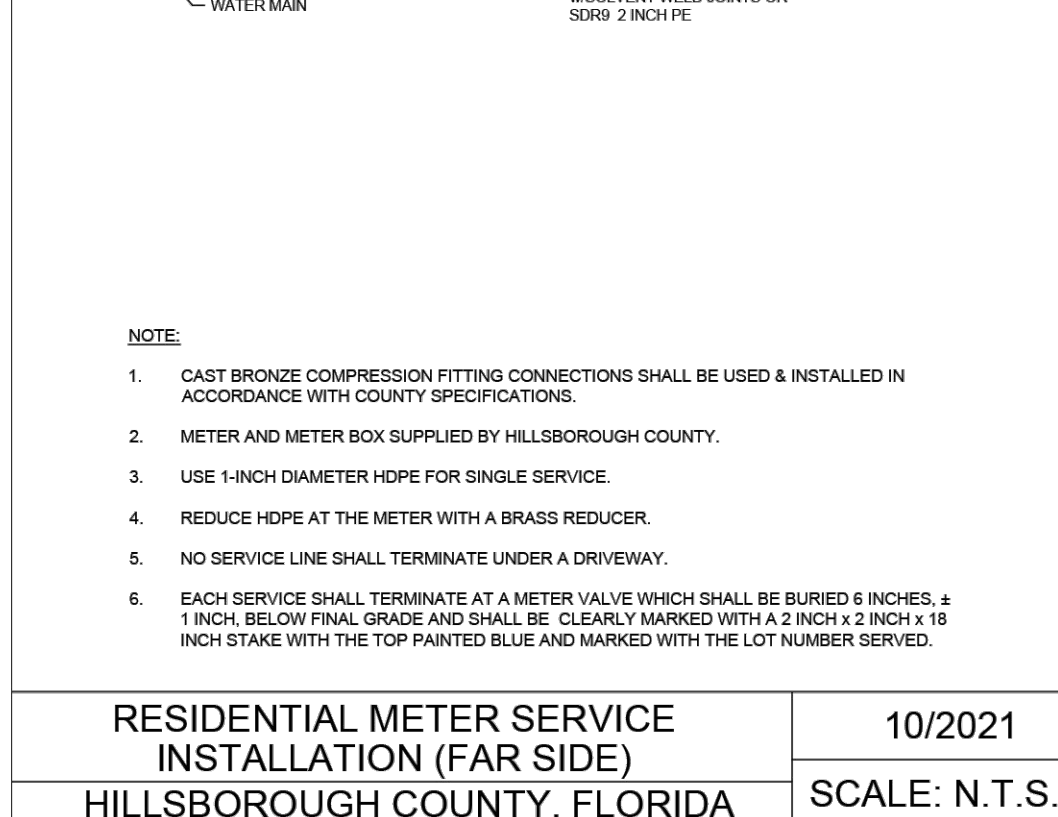 WATER MAIN
SDR9 2 INCH PE
NOTE:
1. CAST BRONZE COMPRESSION FITTING CONNECTIONS SHALL BE USED & INSTALLED IN
ACCORDANCE WITH COUNTY SPECIFICATIONS.
2. METER AND METER BOX SUPPLIED BY HILLSBOROUGH COUNTY.
3. USE 1-INCH DIAMETER HDPE FOR SINGLE SERVICE.
4. REDUCE HDPE AT THE METER WITH A BRASS REDUCER.
5. NO SERVICE LINE SHALL TERMINATE UNDER A DRIVEWAY.
6. EACH SERVICE SHALL TERMINATE AT A METER VALVE WHICH SHALL BE BURIED 6 INCHES, ±
1 INCH, BELOW FINAL GRADE AND SHALL BE CLEARLY MARKED WITH A 2 INCH x 2 INCH x 18
INCH STAKE WITH THE TOP PAINTED BLUE AND MARKED WITH THE LOT NUMBER SERVED.
RESIDENTIAL METER SERVICE
INSTALLATION (FAR SIDE)
HILLSBOROUGH COUNTY, FLORIDA
10/2021
SCALE: N.T.S.